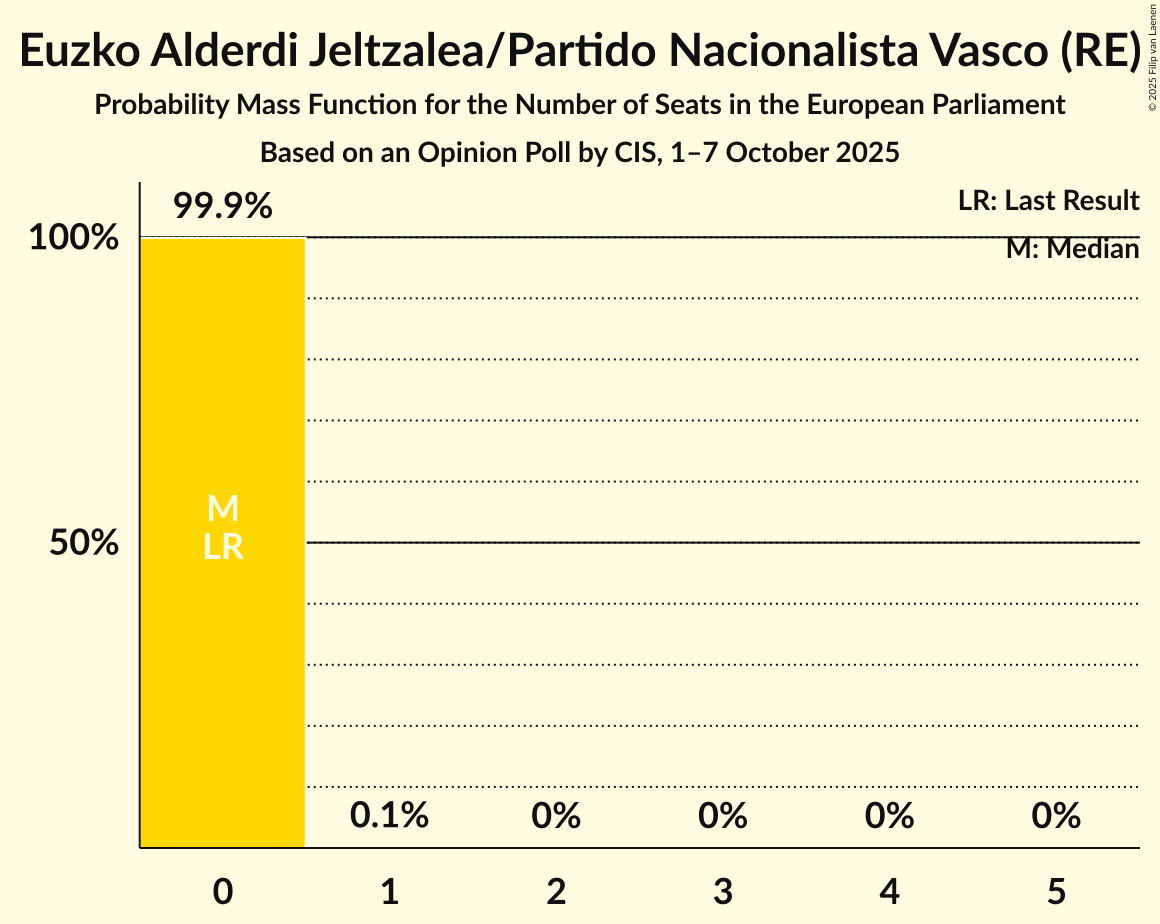 Euzko Alderdi Jeltzalea/Partido Nacionalista Vasco (RE)
Probability Mass Function for the Number of Seats in the European Parliament
Based on an Opinion Poll by CIS, 1–7 October 2025
© 2025 Filip van Laenen
LR: Last Result
M: Median
99.9%
100%
50%
M
LR
0.1%
0%
0%
0%
0%
0
1
2
3
4
5